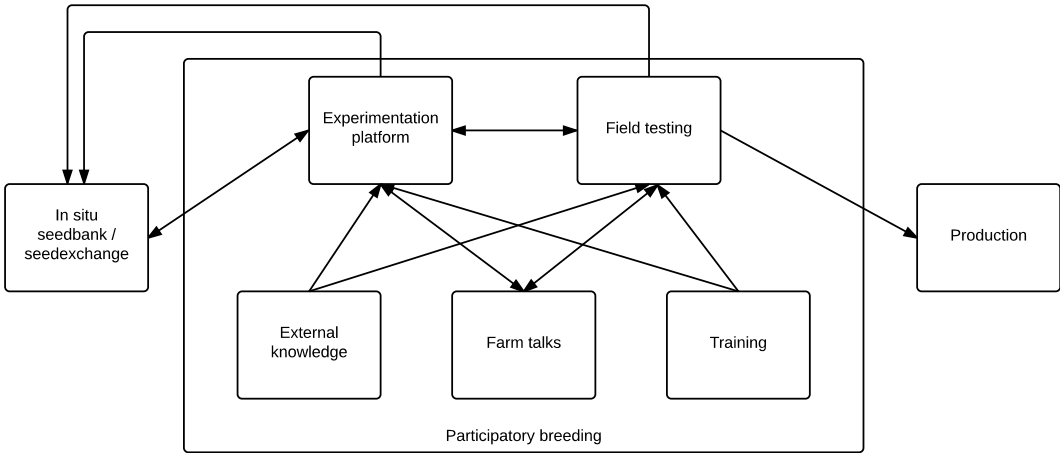 Experimentation
platform
Field testing
In situ
seedbank /
seedexchange
Production
External
knowledge
Farm talks
Training
Participatory breeding